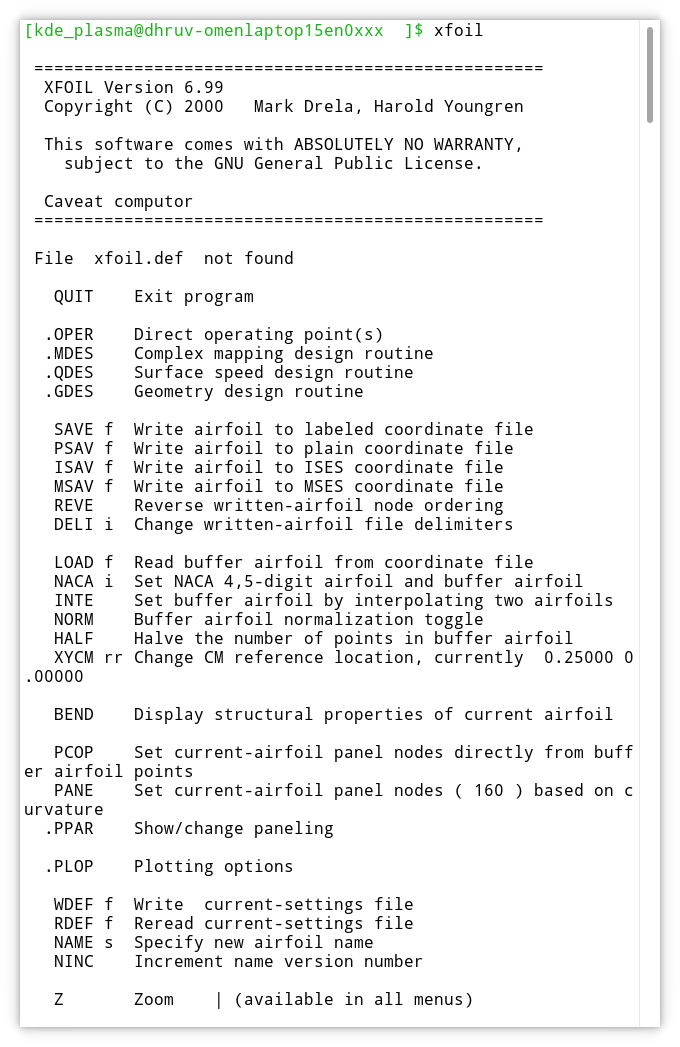 [kde_plasma@dhruv-omenlaptop15en0xxx  ]$ xfoil
===================================================
XFOIL Version 6.99
Copyright (C) 2000   Mark Drela, Harold Youngren
This software comes with ABSOLUTELY NO WARRANTY,
subject to the GNU General Public License.
Caveat computor
===================================================
File  xfoil.def  not found
QUIT    Exit program
.OPER    Direct operating point(s)
.MDES    Complex mapping design routine
.QDES    Surface speed design routine
.GDES    Geometry design routine
SAVE f  Write airfoil to labeled coordinate file
PSAV f  Write airfoil to plain coordinate file
ISAV f  Write airfoil to ISES coordinate file
MSAV f  Write airfoil to MSES coordinate file
REVE    Reverse written-airfoil node ordering
DELI i  Change written-airfoil file delimiters
LOAD f  Read buffer airfoil from coordinate file
NACA i  Set NACA 4,5-digit airfoil and buffer airfoil
INTE    Set buffer airfoil by interpolating two airfoils
NORM    Buffer airfoil normalization toggle
HALF    Halve the number of points in buffer airfoil
XYCM rr Change CM reference location, currently  0.25000 0
.00000
BEND    Display structural properties of current airfoil
PCOP    Set current-airfoil panel nodes directly from buff
er airfoil points
PANE    Set current-airfoil panel nodes ( 160 ) based on c
urvature
.PPAR    Show/change paneling
.PLOP    Plotting options
WDEF f  Write  current-settings file
RDEF f  Reread current-settings file
NAME s  Specify new airfoil name
NINC    Increment name version number
Z       Zoom    | (available in all menus)